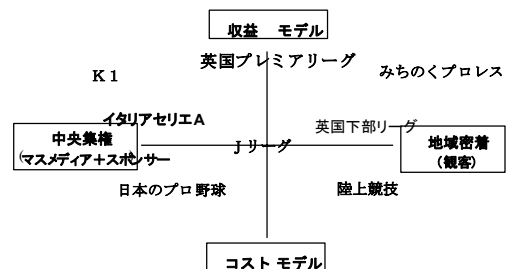 収益 モデル
英国プレミアリーグ
みちのくプロレス
K1
イタリアセリエA
英国下部リーグ
中央集権
(マスメディア+スポンサー
Jリーグ
地域密着
(観客)
日本のプロ野球
陸上競技
コスト モデル